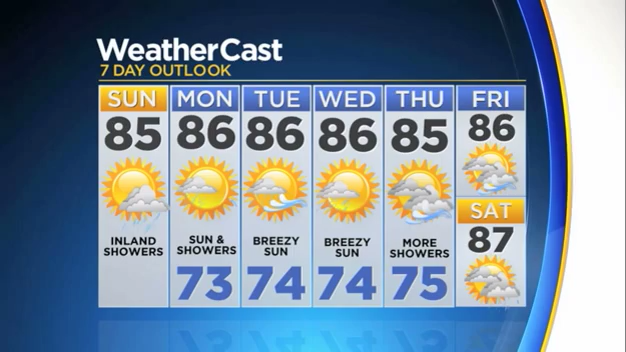 WeatherCast
7 DAY OUTLOOK
SUN MON TUE WED THU FRI
85 86 86 86 85 86
SAT
87
INLAND SHOWERS
SUN & SHOWERS
BREEZY SUN
BREEZY SUN
MORE SHOWERS
73 74 74 75